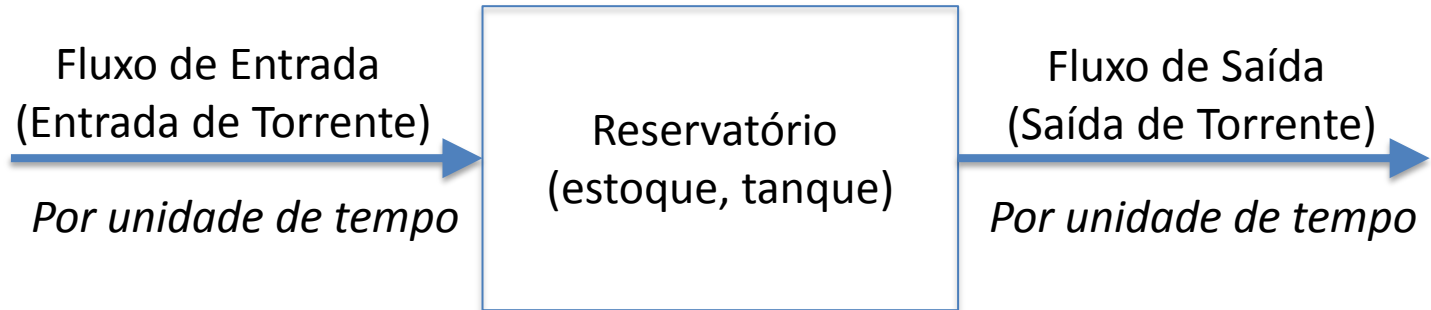 Fluxo de Entrada
(Entrada de Torrente)
Por unidade de tempo
Reservatório
(estoque, tanque)
Fluxo de Saída
(Saída de Torrente)
Por unidade de tempo